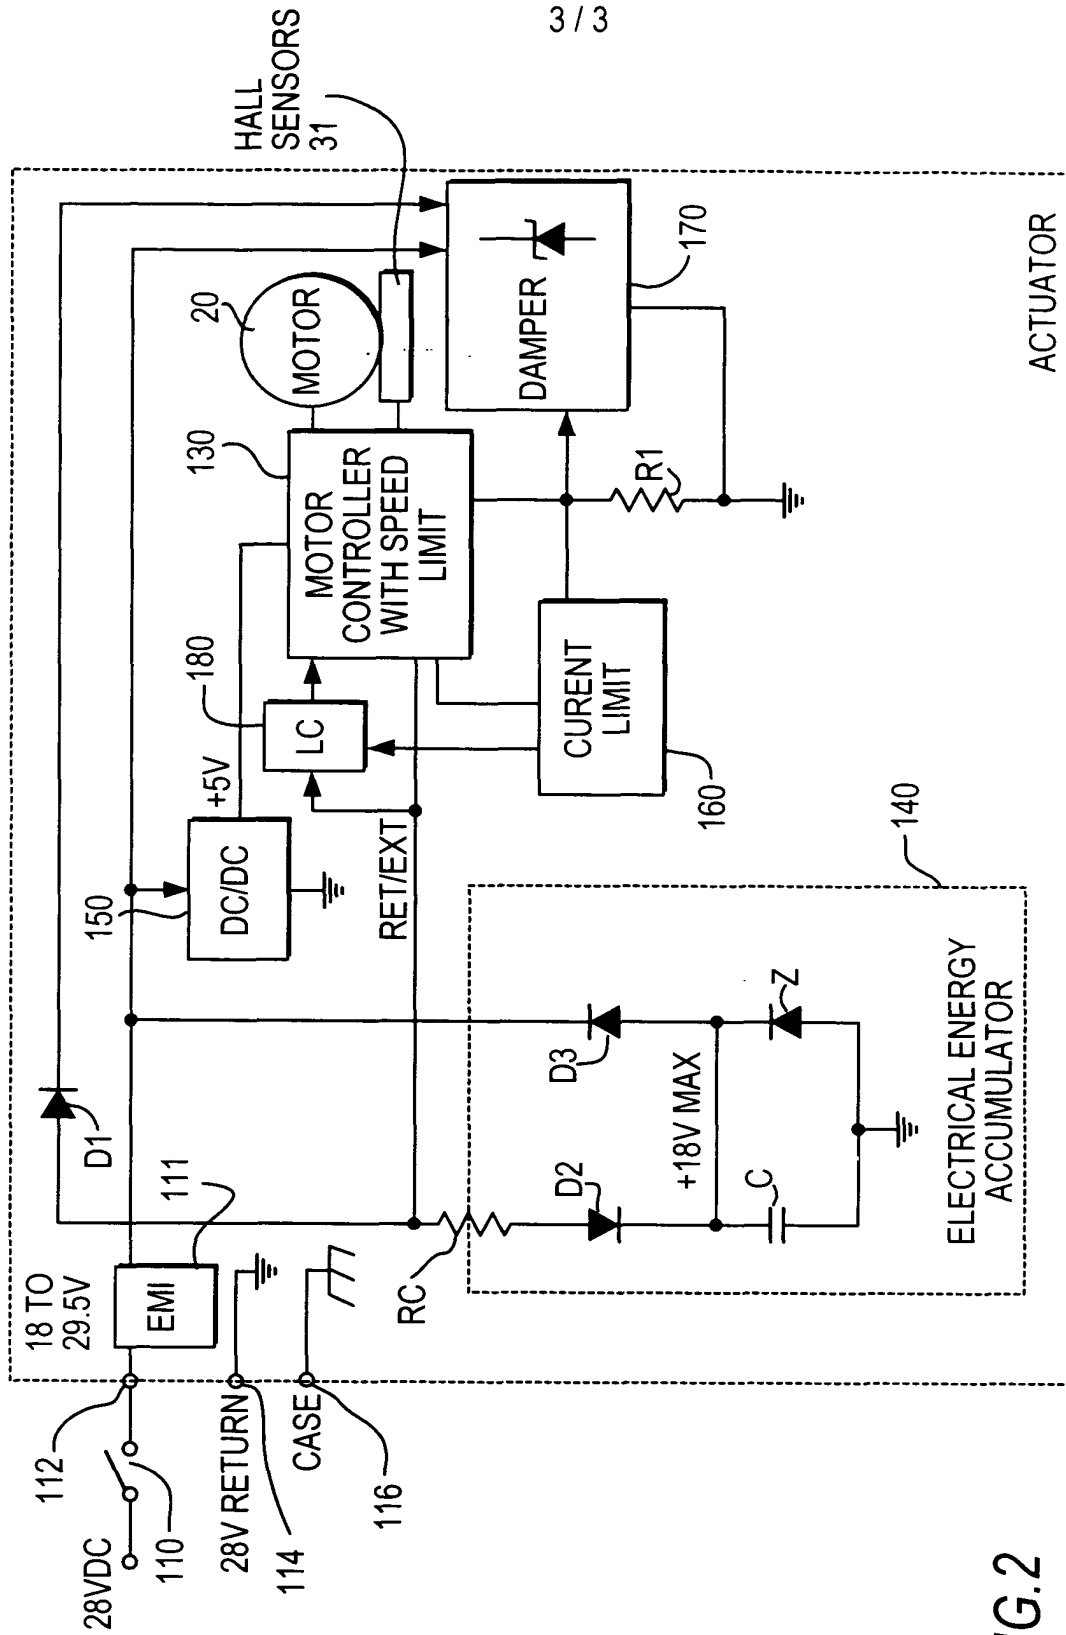 3 / 3
28VDC
110
112
18 TO
29.5V
EMI
111
28V RETURN
114
CASE
116
D1
150
DC/DC
+5V
RET/EXT
180
LC
130
MOTOR
CONTROLLER
WITH SPEED
LIMIT
20
MOTOR
HALL
SENSORS
31
DAMPER
170
R1
CURENT
LIMIT
160
140
RC
D2
D3
+18V MAX
C
Z
ELECTRICAL ENERGY
ACCUMULATOR
ACTUATOR
G.2